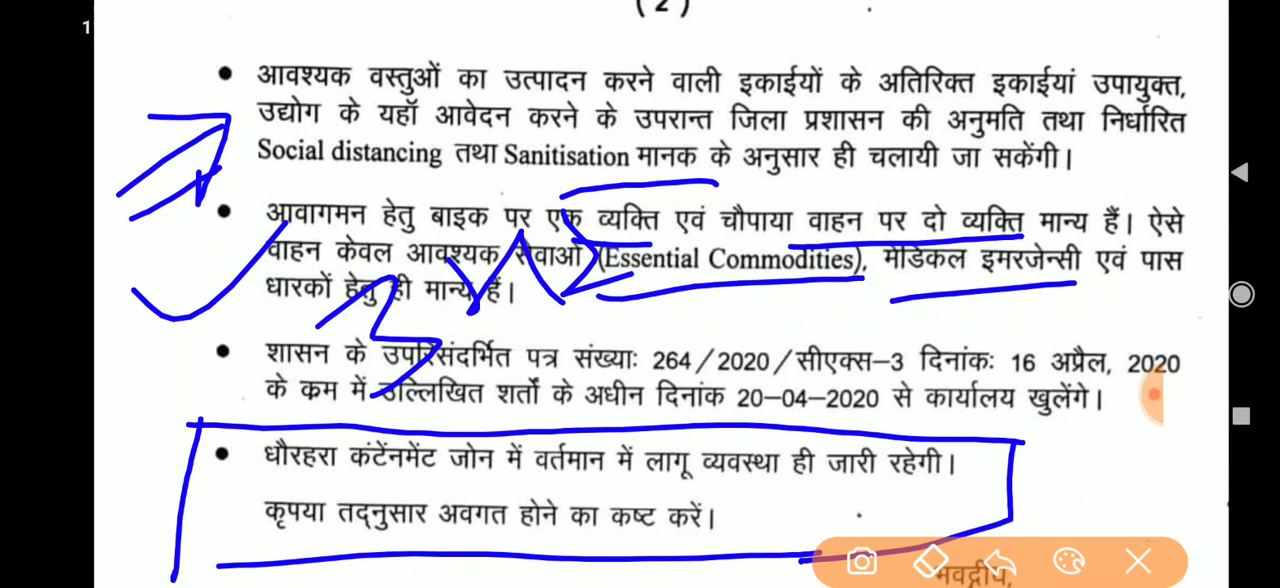 ( 2 )
1
• आवश्यक वस्तुओं का उत्पादन करने वाली इकाईयों के अतिरिक्त इकाईयां उपायुक्त,
उद्योग के यहॉ आवेदन करने के उपरान्त जिला प्रशासन की अनुमति तथा निर्धारित
Social distancing तथा Sanitisation मानक के अनुसार ही चलायी जा सकेंगी।
• आवागमन हेतु बाइक पर एक व्यक्ति एवं चौपाया वाहन पर दो व्यक्ति मान्य हैं। ऐसे
वाहन केवल आवश्यक सेवाओं (Essential Commodities), मेडिकल इमरजेन्सी एवं पास
धारकों हेतु ही मान्य हैं।
• शासन के उपरिसंदर्भित पत्र संख्याः 264/2020/सीएक्स-3 दिनांकः 16 अप्रैल, 2020
के कम में उल्लिखित शर्तों के अधीन दिनांक 20-04-2020 से कार्यालय खुलेंगे।
• धौरहरा कंटेंनमेंट जोन में वर्तमान में लागू व्यवस्था ही जारी रहेगी।
कृपया तद्नुसार अवगत होने का कष्ट करें।
भवदीय,